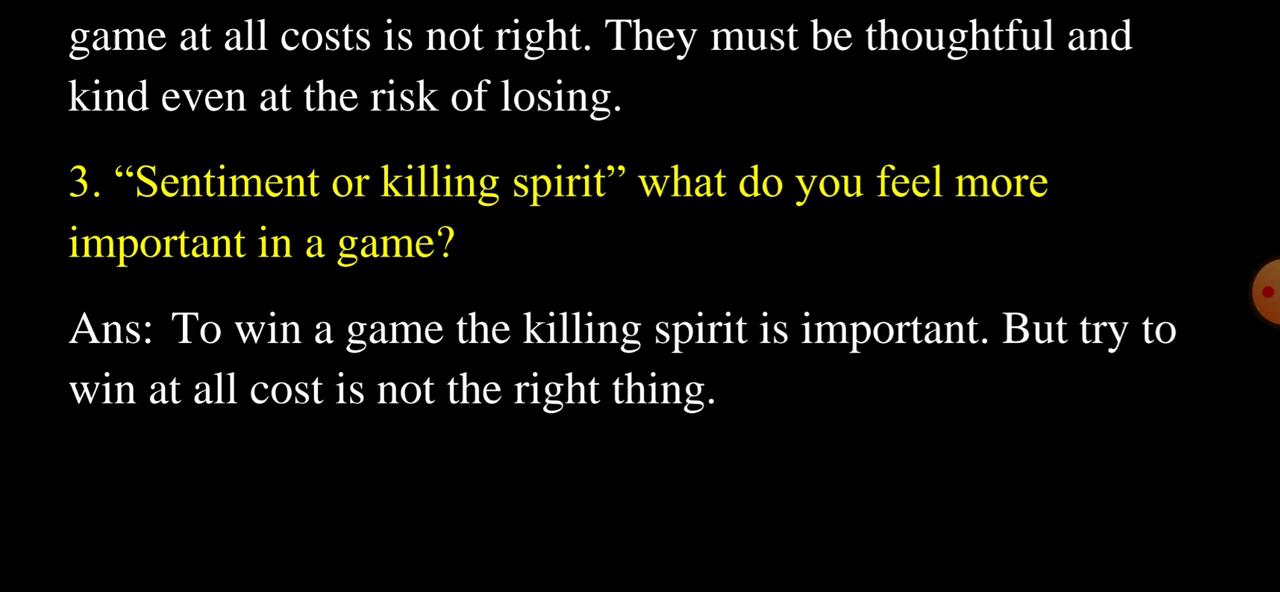 game at all costs is not right. They must be thoughtful and
kind even at the risk of losing.
3. “Sentiment or killing spirit” what do you feel more
important in a game?
Ans: To win a game the killing spirit is important. But try to
win at all cost is not the right thing.